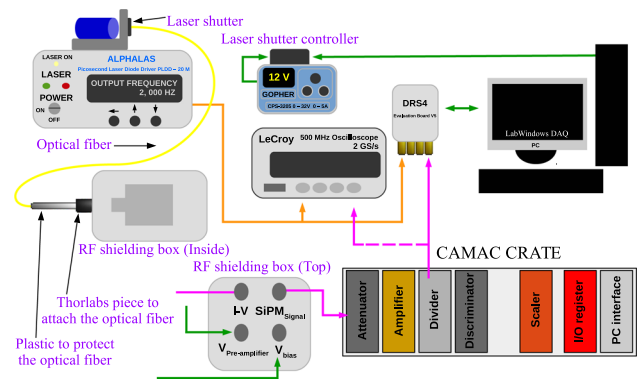 Laser shutter
LASER ON
LASER
POWER
ON
OFF
ALPHALAS
Picosecond Laser Diode Driver PLDD – 20 M
OUTPUT FREQUENCY
2, 000 HZ
Laser shutter controller
12 V
GOPHER
CPS-3205 0 – 32V 0 – 5A
DRS4
Evaluation Board V5
LabWindows DAQ
PC
Optical fiber
LeCroy 500 MHz Oscilloscope
2 GS/s
RF shielding box (Inside)
RF shielding box (Top)
CAMAC CRATE
Thorlabs piece to
attach the optical fiber
Plastic to protect
the optical fiber
I-V
SiPM Signal
V Pre-amplifier
V bias
Attenuator
Amplifier
Divider
Discriminator
Scaler
I/O register
PC interface